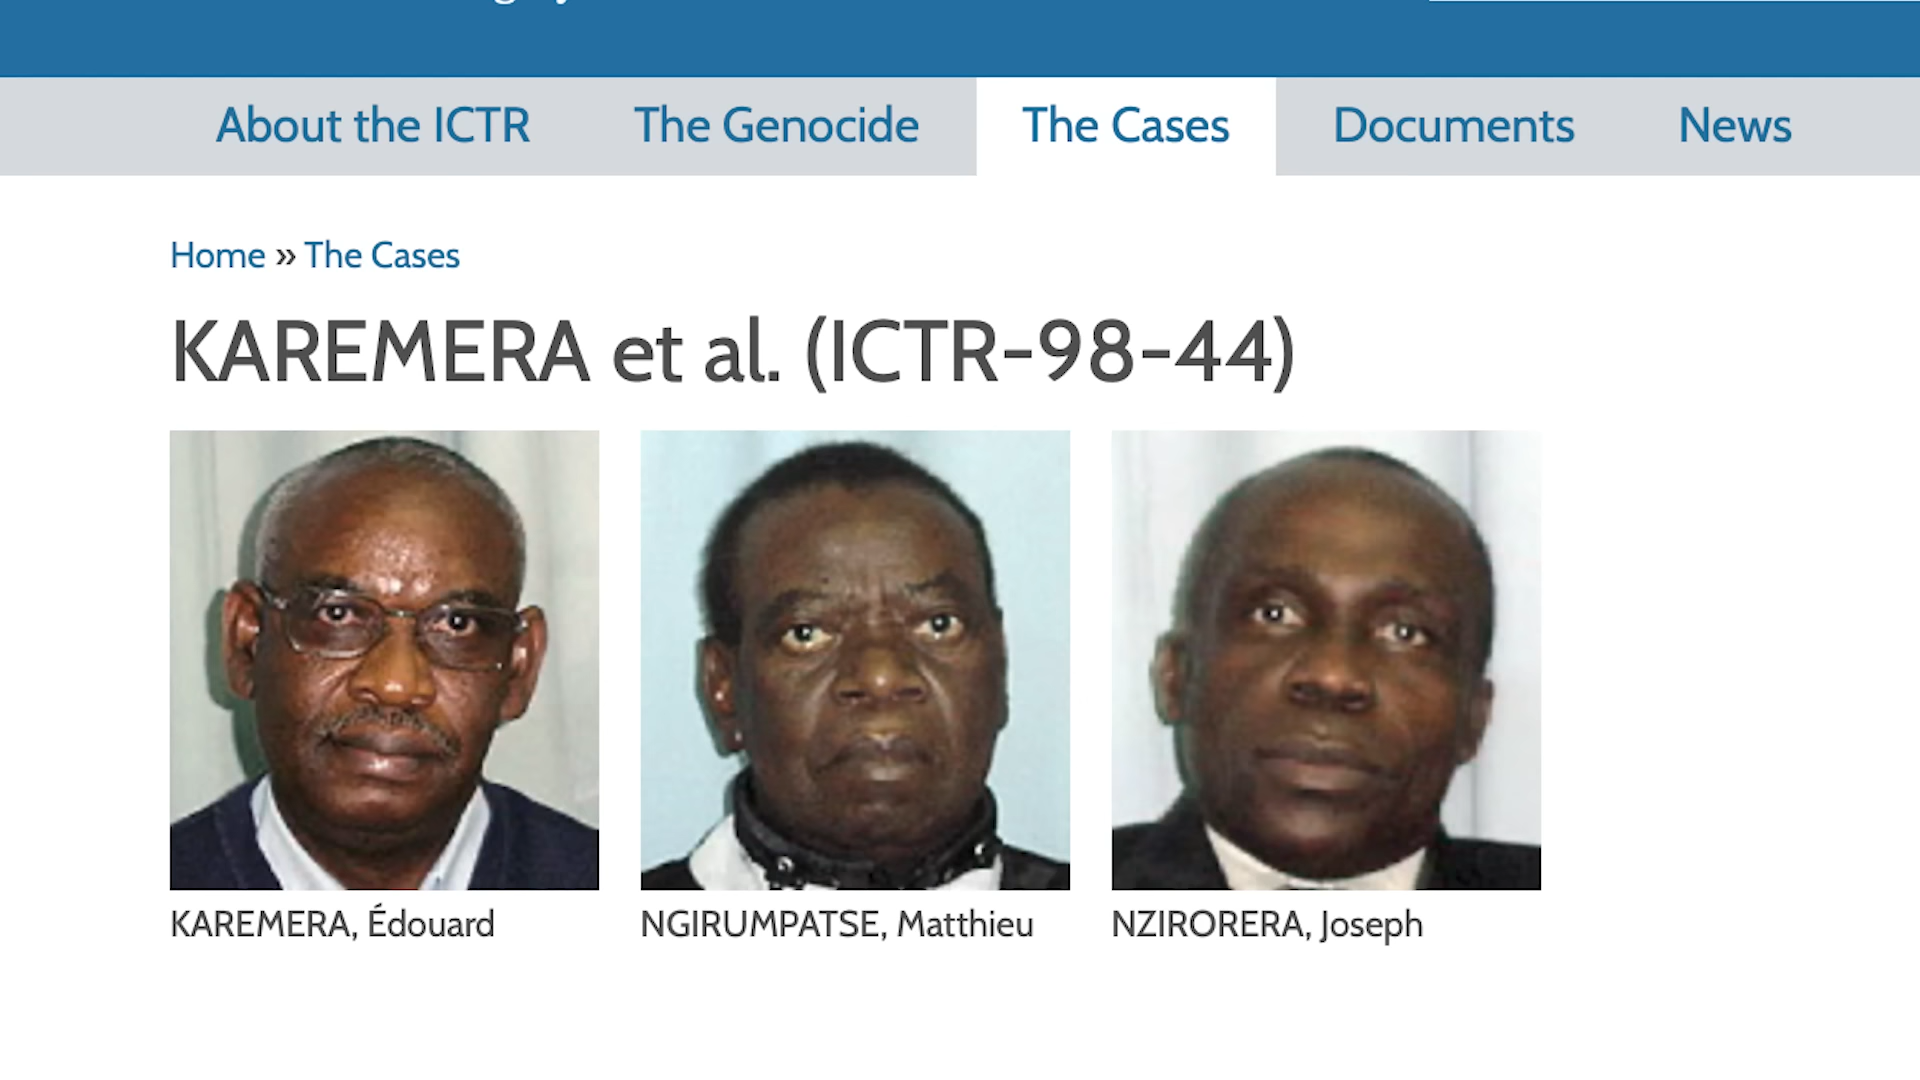 About the ICTR The Genocide The Cases Documents News
Home » The Cases
KAREMERA et al. (ICTR-98-44)
KAREMERA, Édouard NGIRUMPATSE, Matthieu NZIRORERA, Joseph